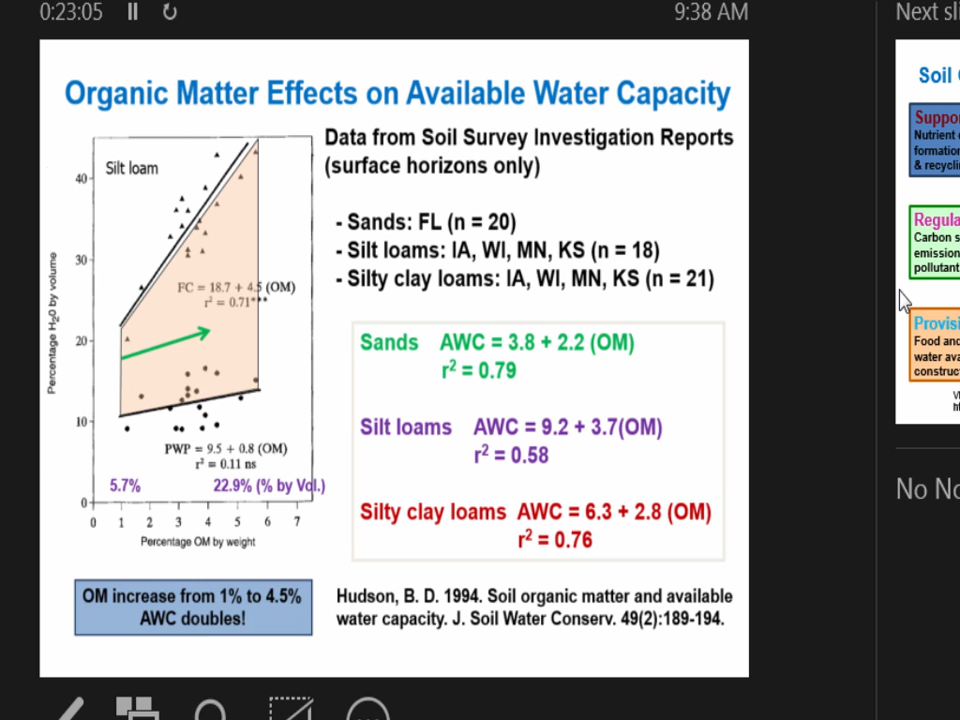 0:23:05
9:38 AM
Next sli
Organic Matter Effects on Available Water Capacity
Data from Soil Survey Investigation Reports
(surface horizons only)
- Sands: FL (n = 20)
- Silt loams: IA, WI, MN, KS (n = 18)
- Silty clay loams: IA, WI, MN, KS (n = 21)
Silt loam
Percentage H20 by volume
40
30
20
10
0
FC = 18.7 + 4.5 (OM)
r² = 0.71***
PWP = 9.5 + 0.8 (OM)
r² = 0.11 ns
5.7% 22.9% (% by Vol.)
0 1 2 3 4 5 6 7
Percentage OM by weight
Sands AWC = 3.8 + 2.2 (OM)
r² = 0.79
Silt loams AWC = 9.2 + 3.7(OM)
r² = 0.58
Silty clay loams AWC = 6.3 + 2.8 (OM)
r² = 0.76
OM increase from 1% to 4.5%
AWC doubles!
Hudson, B. D. 1994. Soil organic matter and available
water capacity. J. Soil Water Conserv. 49(2):189-194.
Soil
Suppo
Nutrient
formation
& recycli
Regula
Carbon s
emission
pollutant
Provisi
Food and
water ava
construct
No No